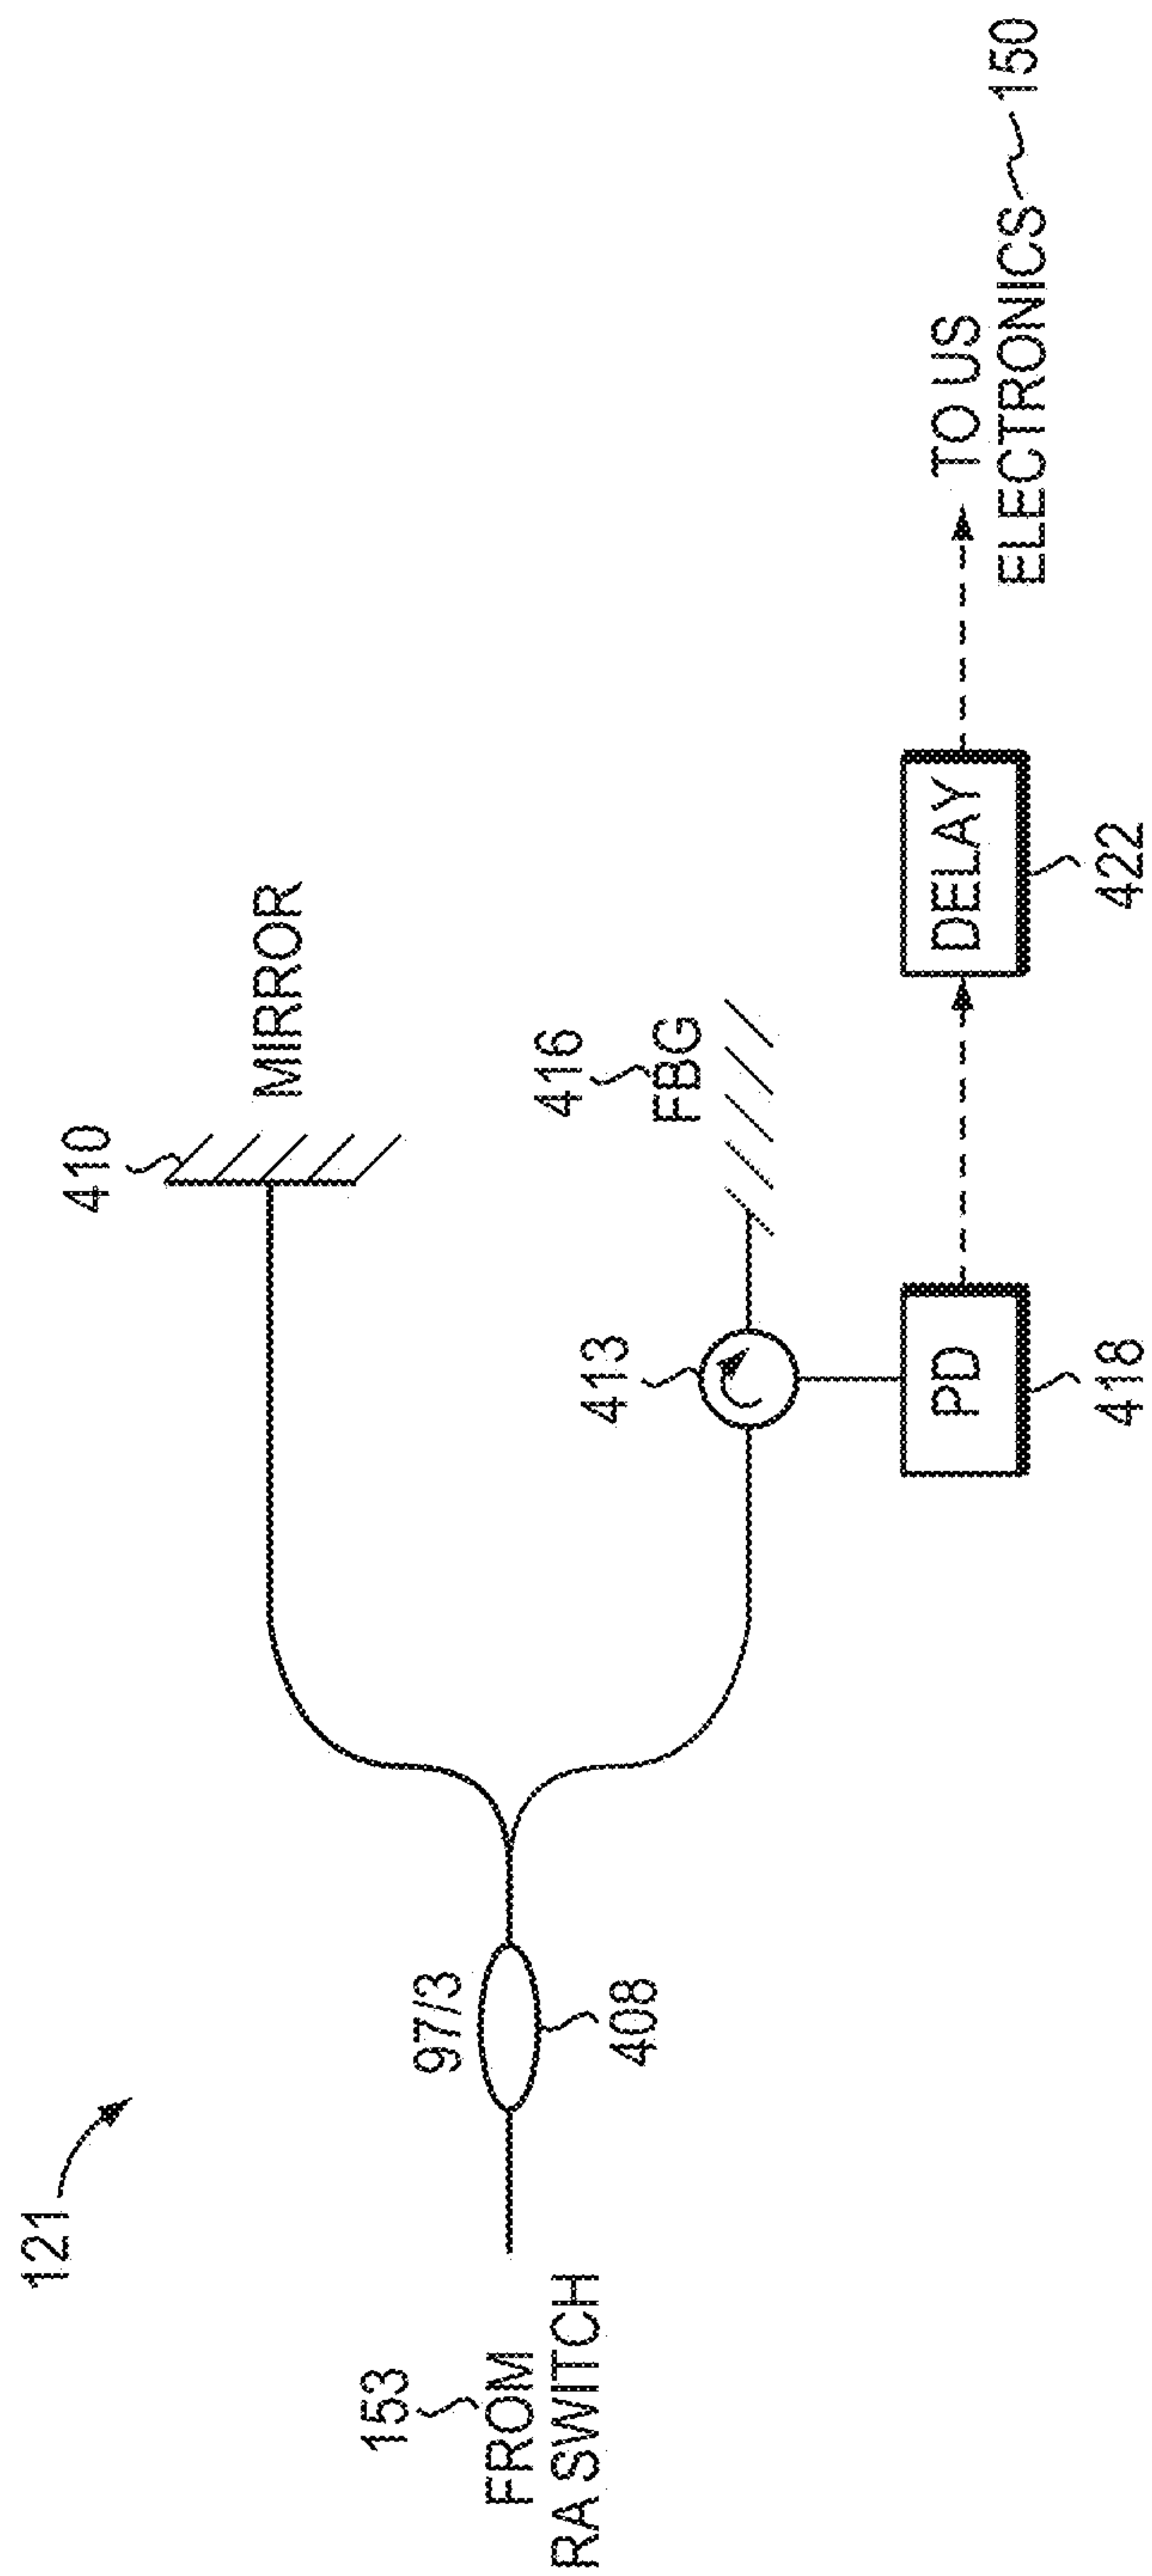 121
410
MIRROR
153
FROM
RA SWITCH
97/3
408
416
FBG
413
PD
418
DELAY
422
TO US
ELECTRONICS
150